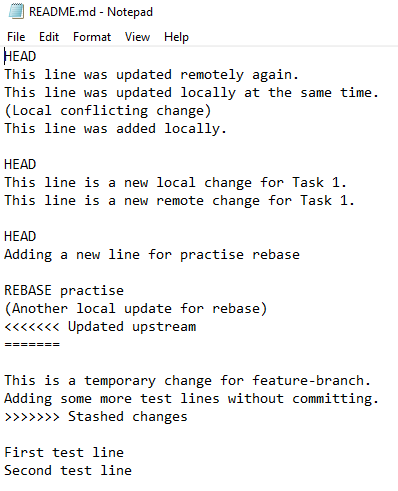 README.md - Notepad
File Edit Format View Help
HEAD
This line was updated remotely again.
This line was updated locally at the same time.
(Local conflicting change)
This line was added locally.
HEAD
This line is a new local change for Task 1.
This line is a new remote change for Task 1.
HEAD
Adding a new line for practise rebase
REBASE practise
(Another local update for rebase)
<<<<<<< Updated upstream
=======
This is a temporary change for feature-branch.
Adding some more test lines without committing.
>>>>>>> Stashed changes
First test line
Second test line